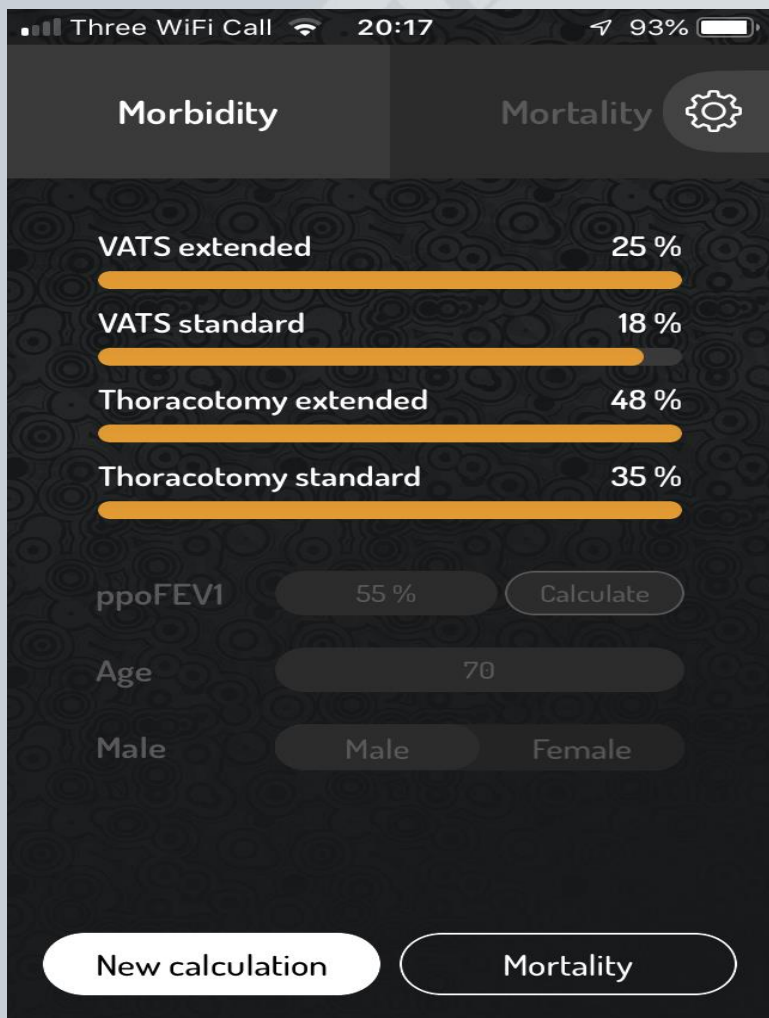 Three WiFi Call 20:17 93%
Morbidity Mortality
VATS extended 25 %
VATS standard 18 %
Thoracotomy extended 48 %
Thoracotomy standard 35 %
ppoFEV1 55 % Calculate
Age 70
Male Male Female
New calculation Mortality